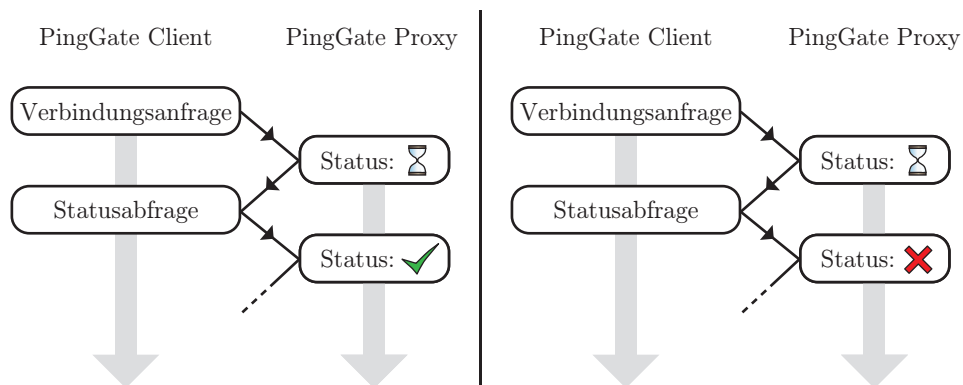 PingGate Client
PingGate Proxy
Verbindungsanfrage
Status:
Statusabfrage
Status:
PingGate Client
PingGate Proxy
Verbindungsanfrage
Status:
Statusabfrage
Status: